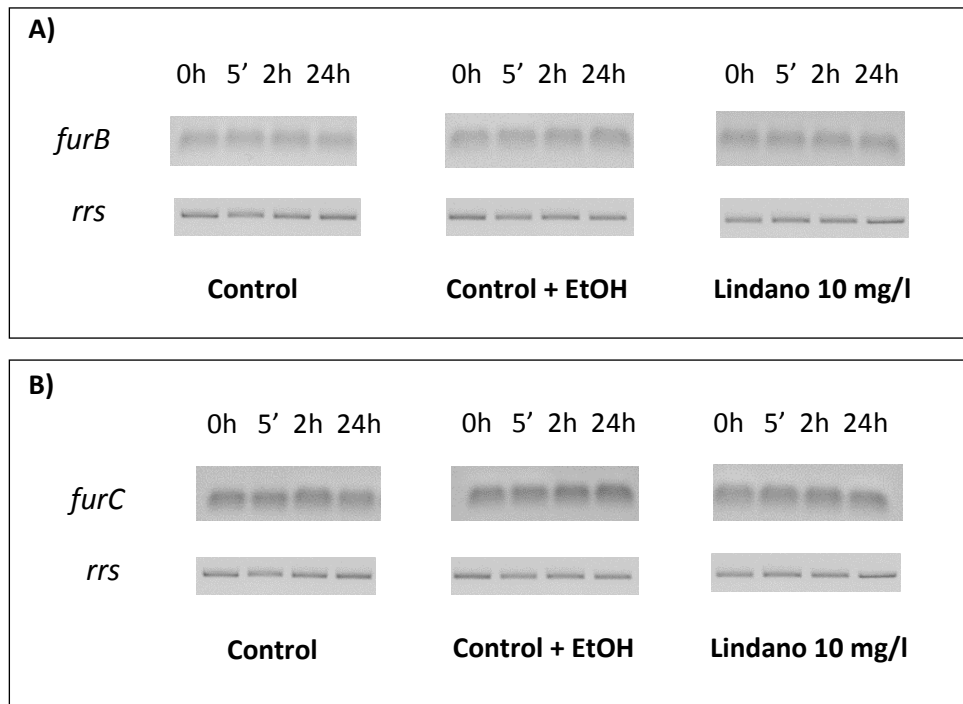 A)
0h 5’ 2h 24h 0h 5’ 2h 24h 0h 5’ 2h 24h
furB
rrs
Control Control + EtOH Lindano 10 mg/l
B)
0h 5’ 2h 24h 0h 5’ 2h 24h 0h 5’ 2h 24h
furC
rrs
Control Control + EtOH Lindano 10 mg/l